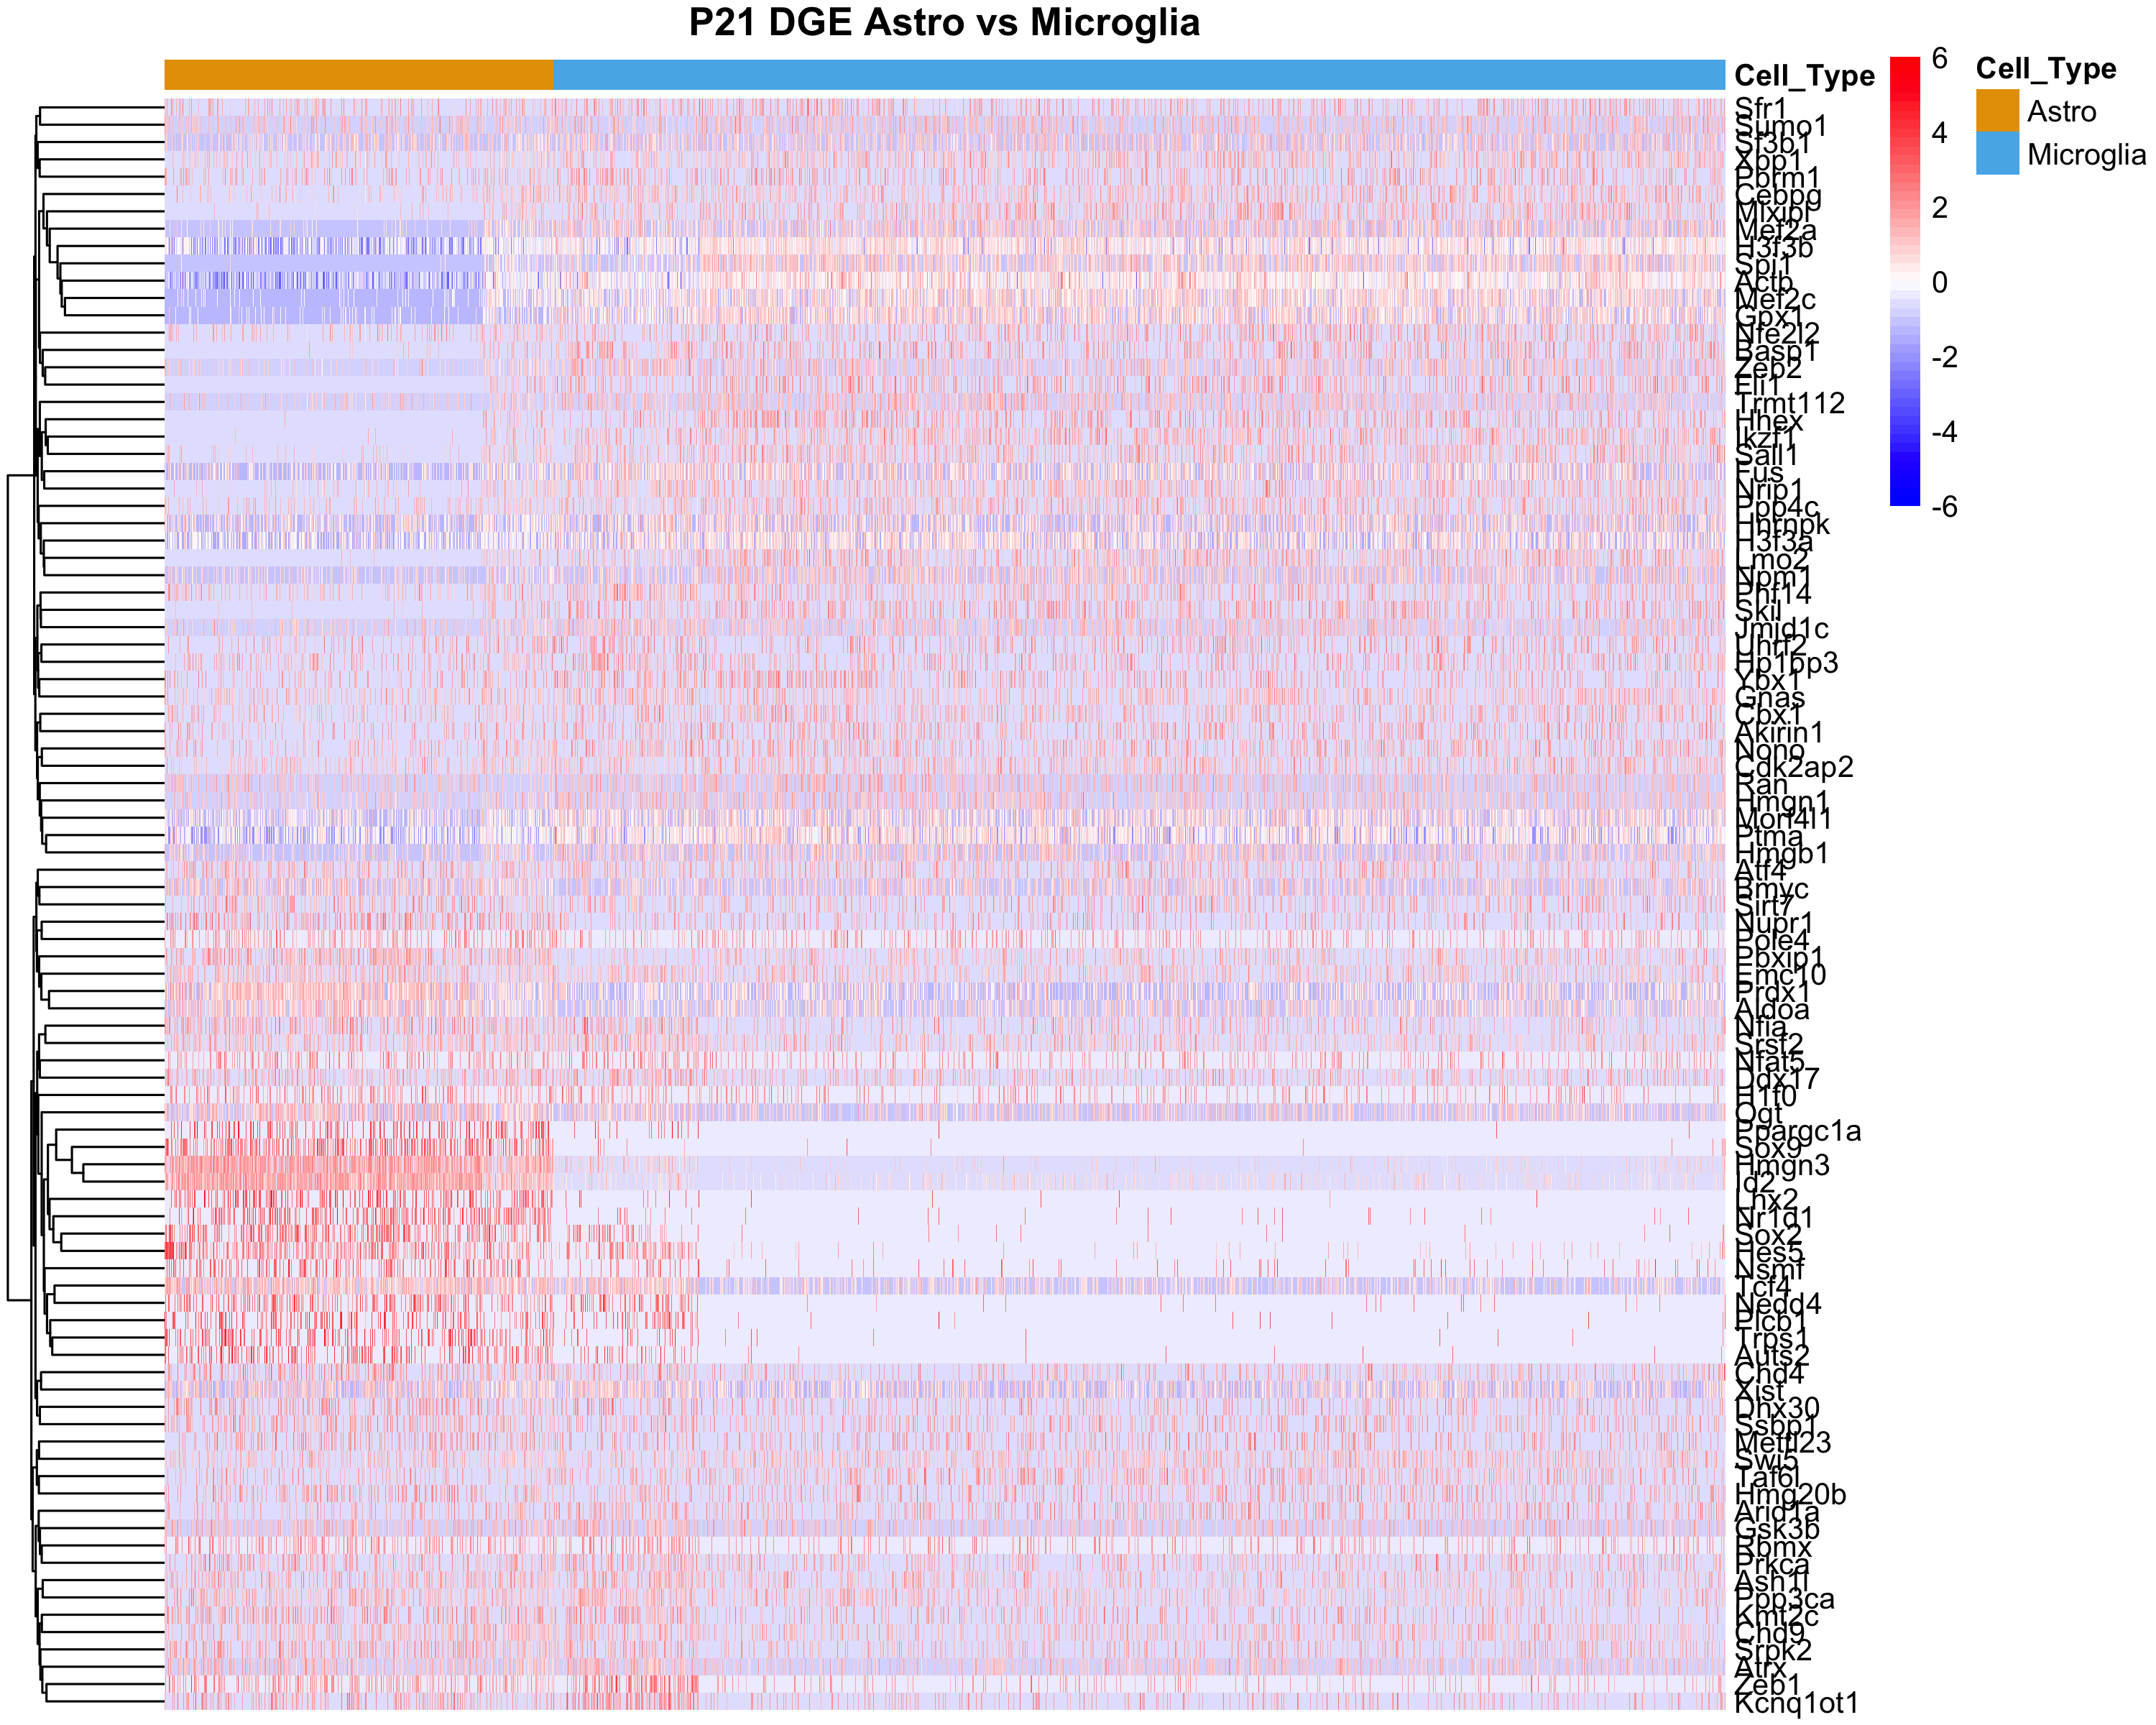 P21 DGE Astro vs Microglia
Cell_Type
Sfr1
Sumo1
Sf3b1
Xbp1
Pbrm1
Cebpg
Mlxipl
Mef2a
H3f3b
Spi1
Actb
Mef2c
Gpx1
Nfe2l2
Basp1
Zeb2
Fli1
Trmt112
Hhex
Ikzf1
Sall1
Fus
Nrip1
Ppp4c
Hnrnpk
H3f3a
Lmo2
Npm1
Phf14
Skil
Jmjd1c
Uhrf2
Hp1bp3
Ybx1
Gnas
Cbx1
Akirin1
Nono
Cdk2ap2
Ran
Hmgn1
Morf4l1
Ptma
Hmgb1
Atf4
Bmyc
Sirt7
Nupr1
Pole4
Pbxip1
Emc10
Prdx1
Aldoa
Nfia
Srsf2
Nfat5
Ddx17
H1f0
Ogt
Ppargc1a
Sox9
Hmgn3
Id2
Lhx2
Nr1d1
Sox2
Hes5
Nsmf
Tcf4
Nedd4
Plcb1
Trps1
Auts2
Chd4
Xist
Dhx30
Ssbp1
Mettl23
Swi5
Taf6l
Hmg20b
Arid1a
Gsk3b
Rbmx
Prkca
Ash1l
Ppp3ca
Kmt2c
Chd9
Srpk2
Atrx
Zeb1
Kcnq1ot1
6
4
2
0
-2
-4
-6
Cell_Type
Astro
Microglia